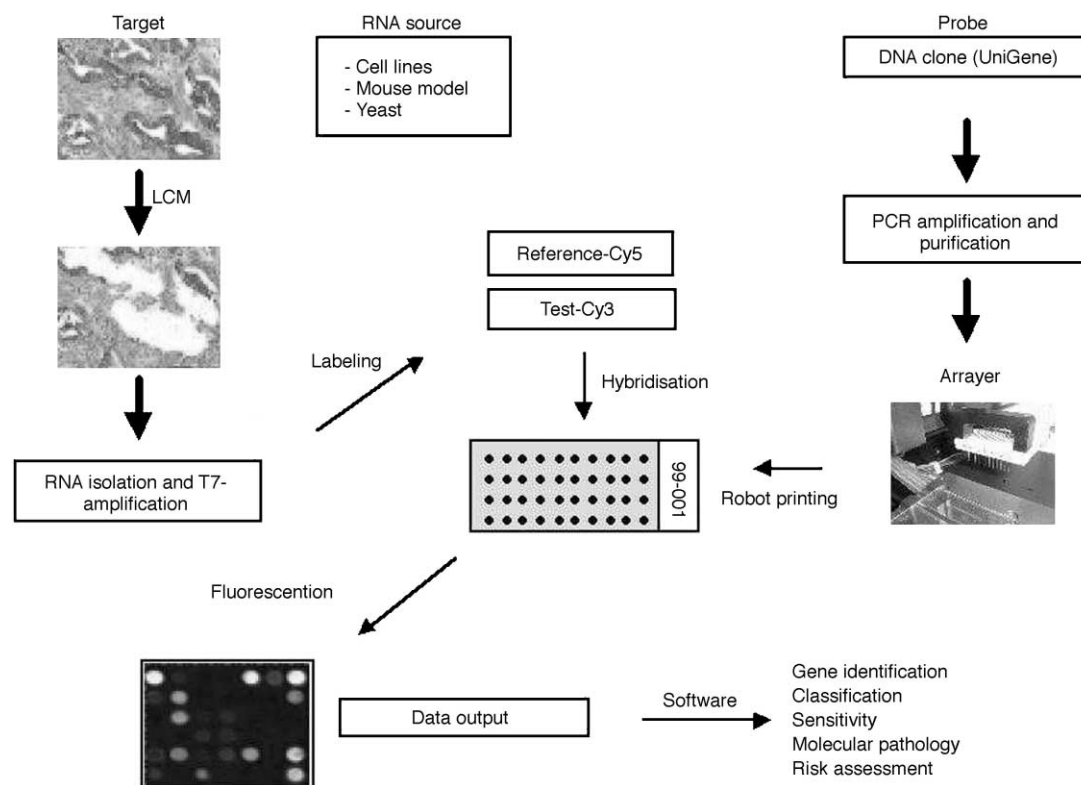 Target
RNA source
Probe
- Cell lines
- Mouse model
- Yeast
DNA clone (UniGene)
LCM
PCR amplification and
purification
Reference-Cy5
Test-Cy3
Labeling
Hybridisation
Arrayer
RNA isolation and T7-
amplification
99-001
Robot printing
Fluorescention
Data output
Software
Gene identification
Classification
Sensitivity
Molecular pathology
Risk assessment